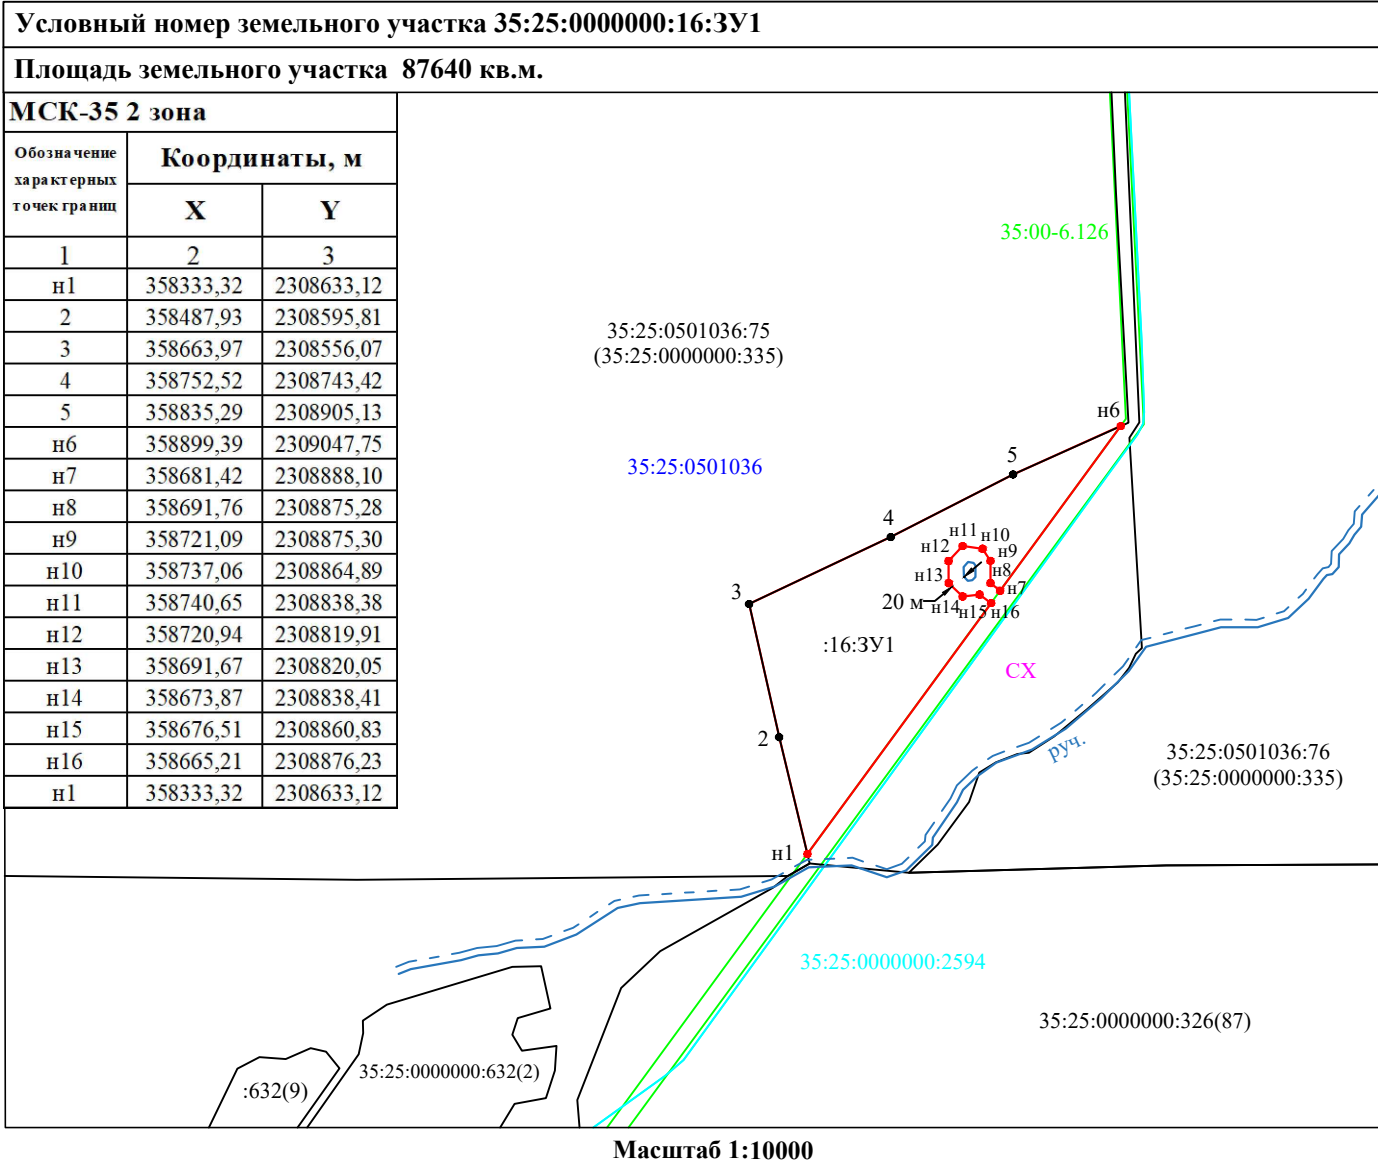 Условный номер земельного участка 35:25:0000000:16:ЗУ1
Площадь земельного участка 87640 кв.м.
МСК-35 2 зона
Обозначение
характерных
точек границ
Координаты, м
X Y
1 2 3
н1 358333,32 2308633,12
2 358487,93 2308595,81
3 358663,97 2308556,07
4 358752,52 2308743,42
5 358835,29 2308905,13
н6 358899,39 2309047,75
н7 358681,42 2308888,10
н8 358691,76 2308875,28
н9 358721,09 2308875,30
н10 358737,06 2308864,89
н11 358740,65 2308838,38
н12 358720,94 2308819,91
н13 358691,67 2308820,05
н14 358673,87 2308838,41
н15 358676,51 2308860,83
н16 358665,21 2308876,23
н1 358333,32 2308633,12
35:00-6.126
35:25:0501036:75
(35:25:0000000:335)
н6
35:25:0501036
5
4
н11
н10
н12
н9
н13
н8
3
н7
20 м
н14
н15
н16
:16:ЗУ1
СХ
2
руч.
35:25:0501036:76
(35:25:0000000:335)
н1
35:25:0000000:2594
35:25:0000000:326(87)
35:25:0000000:632(2)
:632(9)
Масштаб 1:10000